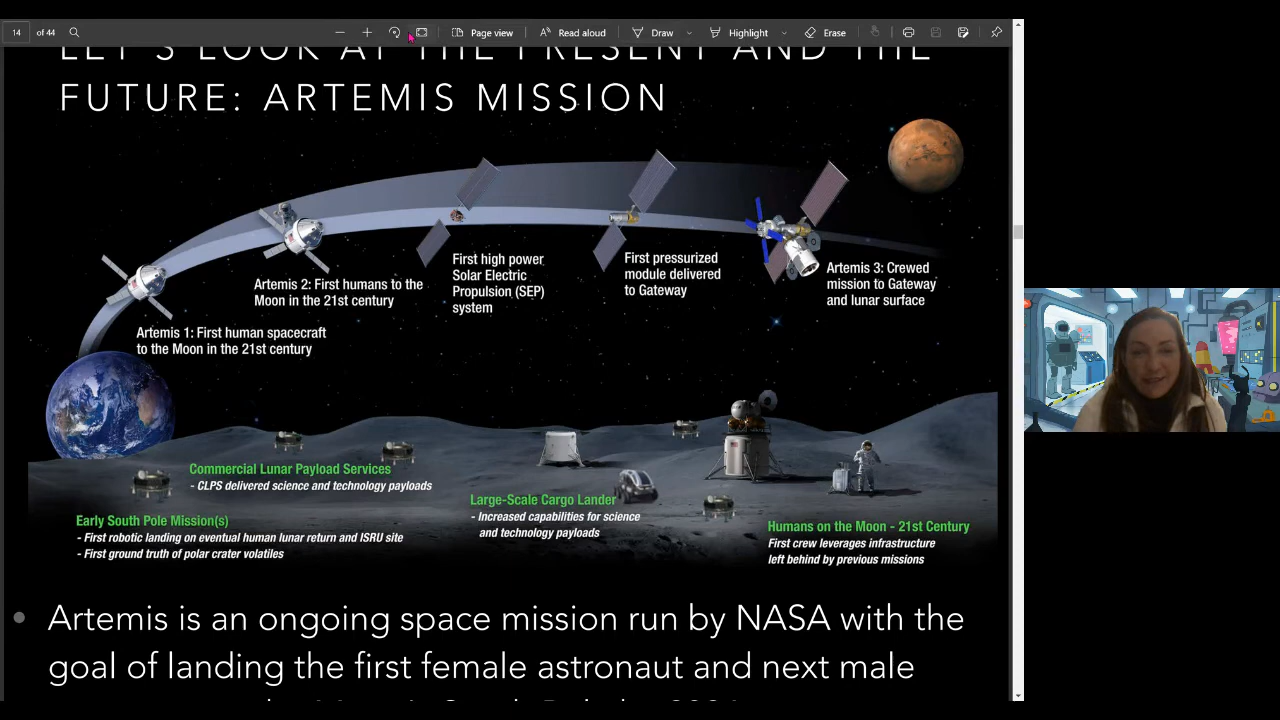 14 of 44
Page view
Read aloud
Draw
Highlight
Erase
LET'S LOOK AT THE PRESENT AND THE
FUTURE: ARTEMIS MISSION
Artemis 1: First human spacecraft
to the Moon in the 21st century
Artemis 2: First humans to the
Moon in the 21st century
First high power
Solar Electric
Propulsion (SEP)
system
First pressurized
module delivered
to Gateway
Artemis 3: Crewed
mission to Gateway
and lunar surface
Commercial Lunar Payload Services
- CLPS delivered science and technology payloads
Early South Pole Mission(s)
- First robotic landing on eventual human lunar return and ISRU site
- First ground truth of polar crater volatiles
Large-Scale Cargo Lander
- Increased capabilities for science
and technology payloads
Humans on the Moon - 21st Century
First crew leverages infrastructure
left behind by previous missions
• Artemis is an ongoing space mission run by NASA with the
goal of landing the first female astronaut and next male